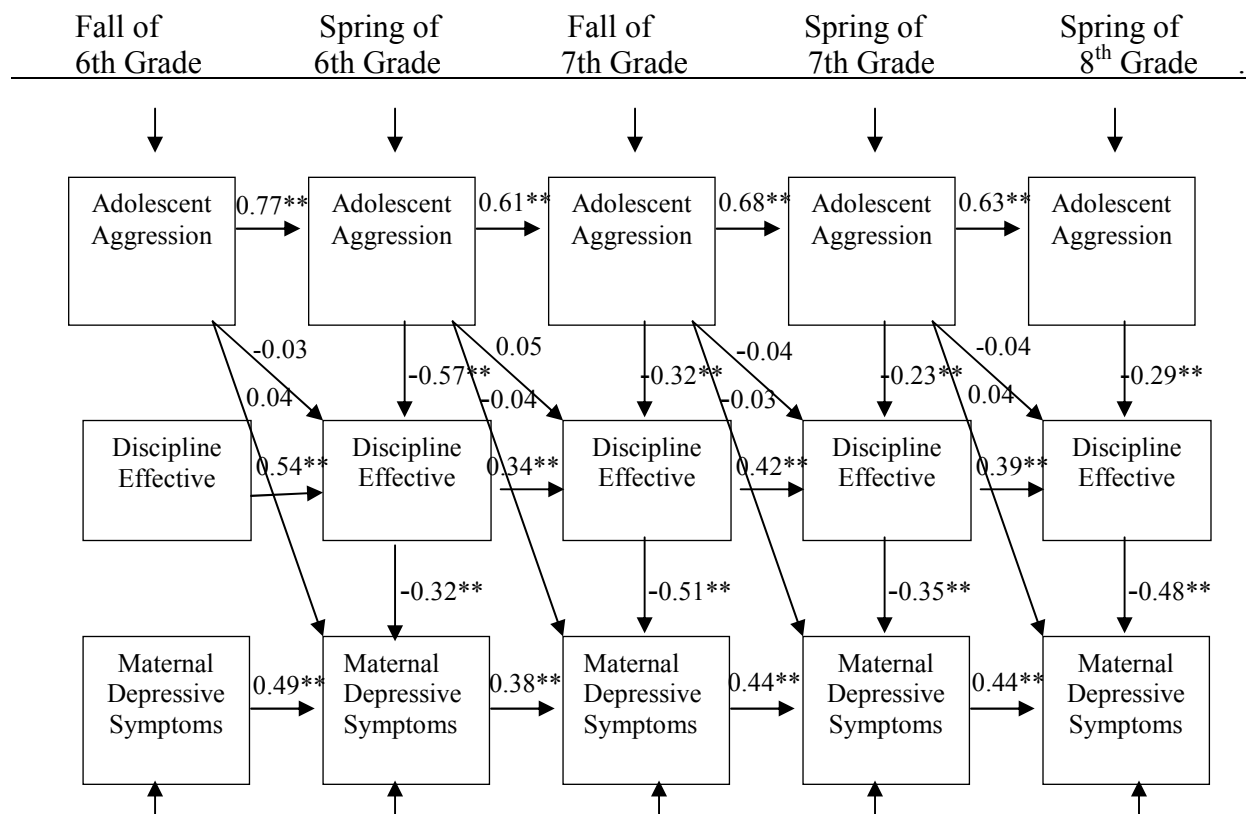 Fall of Spring of Fall of Spring of Spring of
6th Grade 6th Grade 7th Grade 7th Grade 8th Grade .
Adolescent 0.77** Adolescent 0.61** Adolescent 0.68** Adolescent 0.63** Adolescent
Aggression Aggression Aggression Aggression Aggression
-0.03 0.05 -0.04 -0.04
-0.57** -0.32** -0.23** -0.29**
0.04 -0.04 -0.03 0.04
Discipline Discipline Discipline Discipline Discipline
Effective 0.54** Effective 0.34** Effective 0.42** Effective 0.39** Effective
-0.32** -0.51** -0.35** -0.48**
Maternal Maternal Maternal Maternal Maternal
Depressive 0.49** Depressive 0.38** Depressive 0.44** Depressive 0.44** Depressive
Symptoms Symptoms Symptoms Symptoms Symptoms